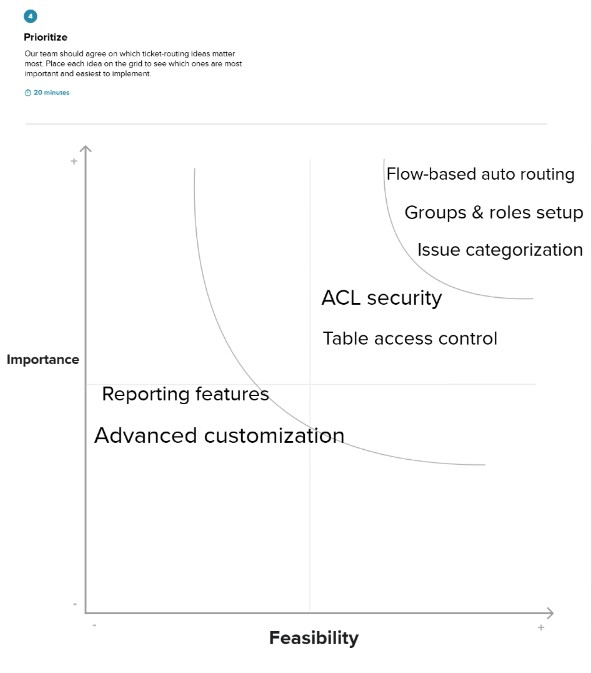 4
Prioritize
Our team should agree on which ticket-routing ideas matter
most. Place each idea on the grid to see which ones are most
important and easiest to implement.
20 minutes
+
Flow-based auto routing
Groups & roles setup
Issue categorization
ACL security
Table access control
Importance
Reporting features
Advanced customization
-
-
+
Feasibility